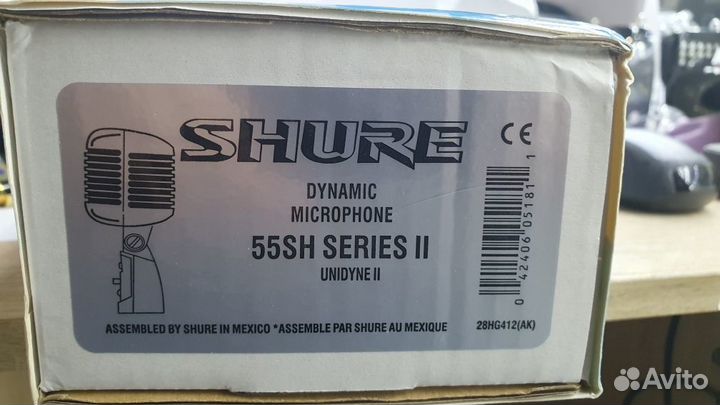 SHURE
DYNAMIC
MICROPHONE
55SH SERIES II
UNIDYNE II
ASSEMBLED BY SHURE IN MEXICO *ASSEMBLE PAR SHURE AU MEXIQUE
CE
0 42406 05181 1
28HG412(AK)
Avito